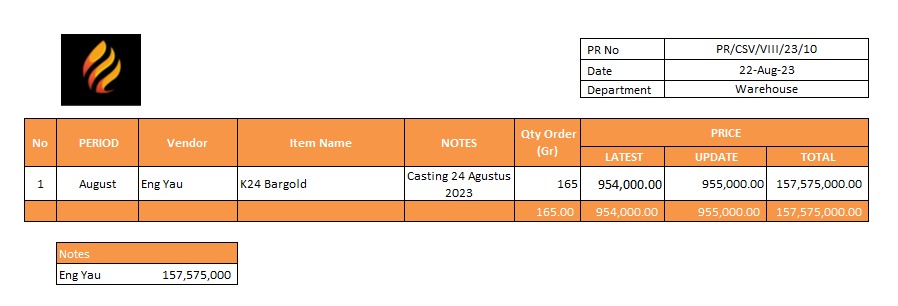 PR No PR/CSV/VIII/23/10
Date 22-Aug-23
Department Warehouse
No PERIOD Vendor Item Name NOTES Qty Order (Gr) PRICE
LATEST UPDATE TOTAL
1 August Eng Yau K24 Bargold Casting 24 Agustus 2023 165 954,000.00 955,000.00 157,575,000.00
165.00 954,000.00 955,000.00 157,575,000.00
Notes
Eng Yau 157,575,000